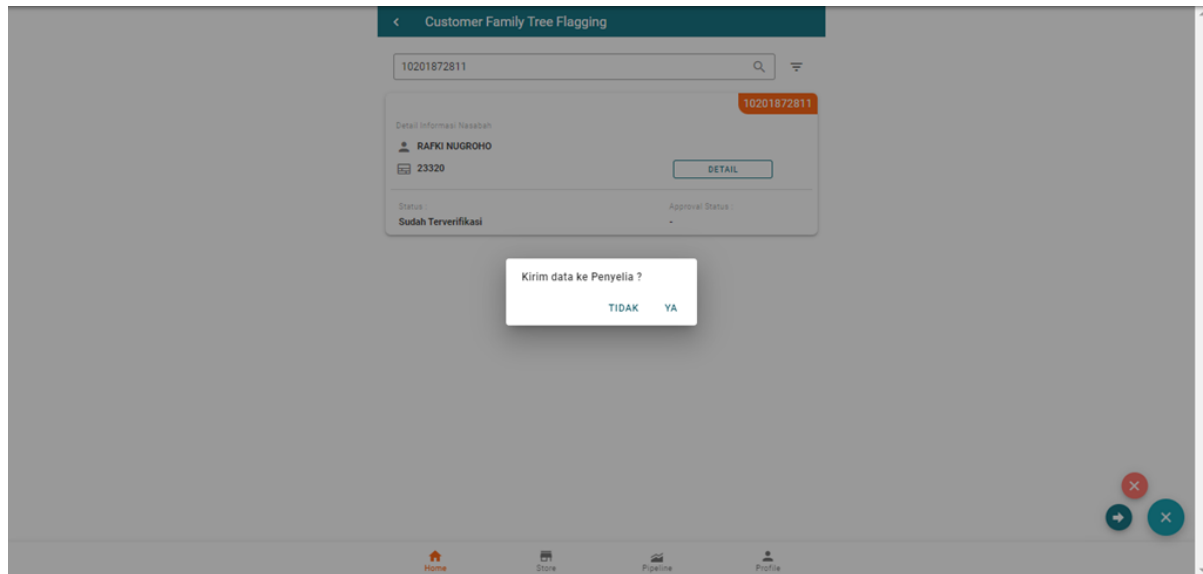 Customer Family Tree Flagging
10201872811
10201872811
Detail Informasi Nasabah
RAFKI NUGROHO
23320
DETAIL
Status :
Approval Status :
Sudah Terverifikasi
-
Kirim data ke Penyelia ?
TIDAK YA
Home Store Pipeline Profile